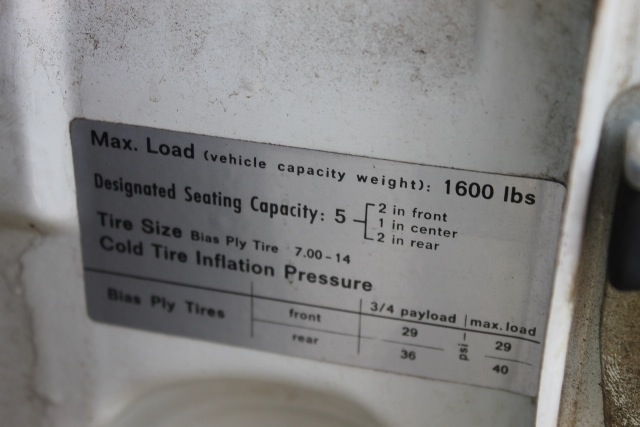 Max. Load (vehicle capacity weight): 1600 lbs
Designated Seating Capacity: 5
2 in front
1 in center
2 in rear
Tire Size Bias Ply Tire 7.00-14
Cold Tire Inflation Pressure
3/4 payload max. load
Bias Ply Tires front 29 psi 29
rear 36 40